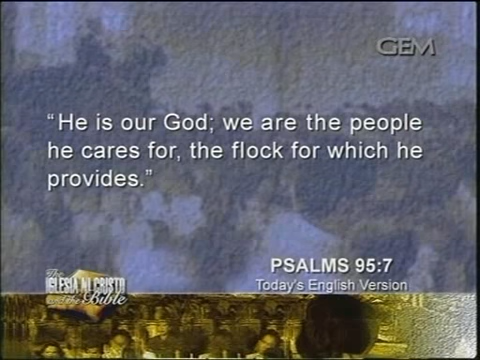 GEM
“He is our God; we are the people
he cares for, the flock for which he
provides.”
PSALMS 95:7
Today's English Version
The
IGLESIA NI CRISTO
and the Bible